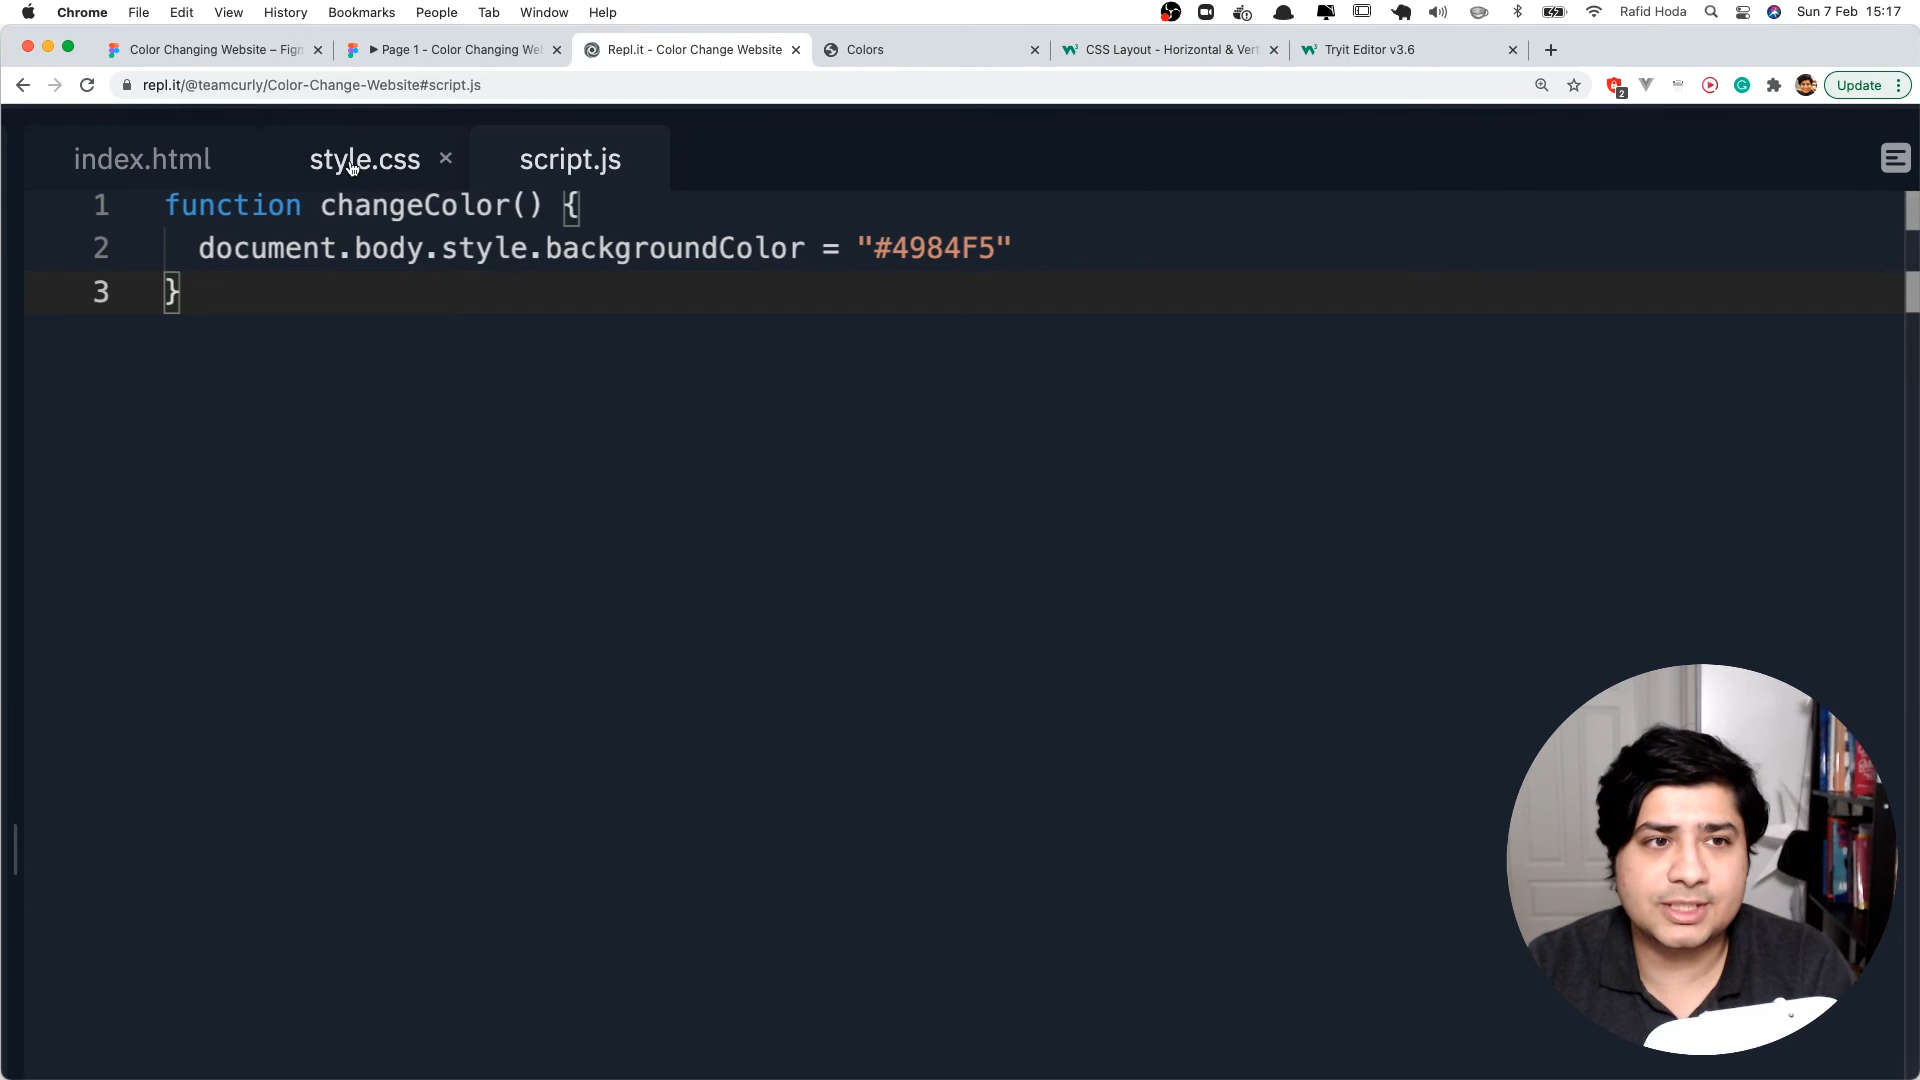 Chrome File Edit View History Bookmarks People Tab Window Help Rafid Hoda Sun 7 Feb 15:17
Color Changing Website – Figm Page 1 - Color Changing Wel Repl.it - Color Change Website Colors CSS Layout - Horizontal & Vert Tryit Editor v3.6
repl.it/@teamcurly/Color-Change-Website#script.js 2 Update
index.html style.css script.js
1 function changeColor() {
2 document.body.style.backgroundColor = "#4984F5"
3 }